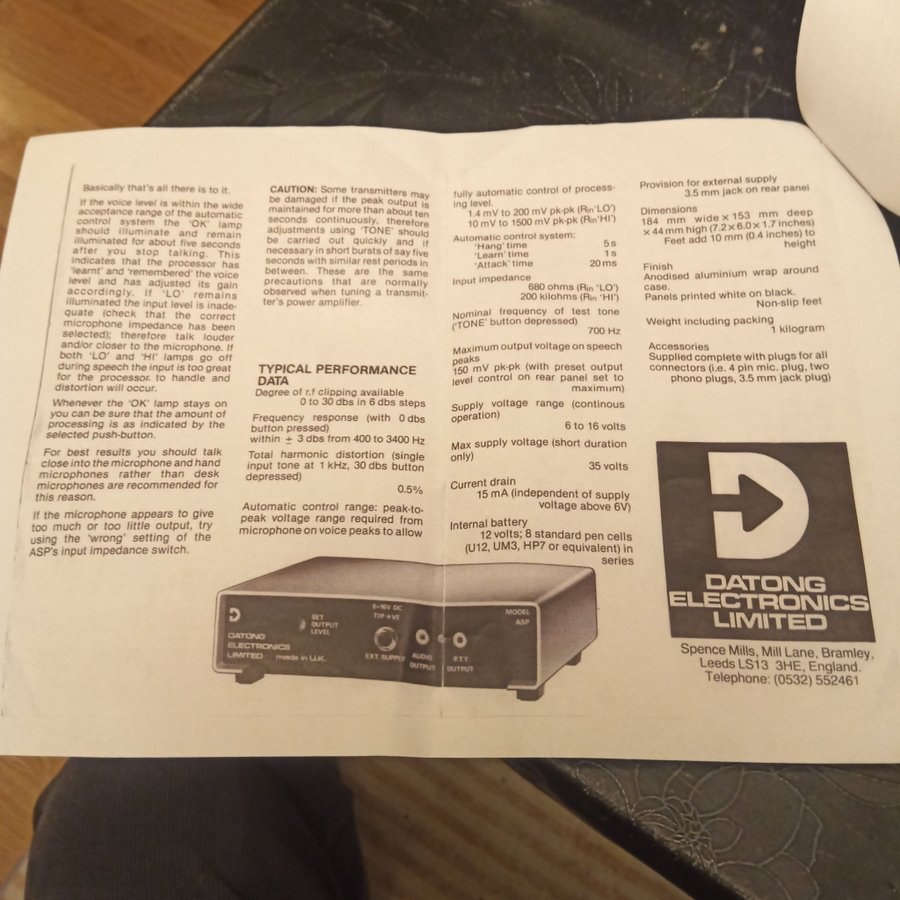 Basically that's all there is to it.
If the voice level is within the wide
acceptance range of the automatic
control system the 'OK' lamp
should illuminate and remain
illuminated for about five seconds
after you stop talking. This
indicates that the processor has
'learnt' and 'remembered' the voice
level and has adjusted its gain
accordingly. If 'LO' remains
illuminated the input level is inade-
quate (check that the correct
microphone impedance has been
selected); therefore talk louder
and/or closer to the microphone. If
both 'LO' and 'HI' lamps go off
during speech the input is too great
for the processor to handle and
distortion will occur.
Whenever the 'OK' lamp stays on
you can be sure that the amount of
processing is as indicated by the
selected push-button.
For best results you should talk
close into the microphone and hand
microphones rather than desk
microphones are recommended for
this reason.
If the microphone appears to give
too much or too little output, try
using the 'wrong' setting of the
ASP's input impedance switch.
CAUTION: Some transmitters may
be damaged if the peak output is
maintained for more than about ten
seconds continuously, therefore
adjustments using 'TONE' should
be carried out quickly and if
necessary in short bursts of say five
seconds with similar rest periods in
between. These are the same
precautions that are normally
observed when tuning a transmit-
ter's power amplifier.
TYPICAL PERFORMANCE
DATA
Degree of r.f clipping available
0 to 30 dbs in 6 dbs steps
Frequency response (with 0 dbs
button pressed)
within ± 3 dbs from 400 to 3400 Hz
Total harmonic distortion (single
input tone at 1 kHz, 30 dbs button
depressed)
0.5%
Automatic control range: peak-to-
peak voltage range required from
microphone on voice peaks to allow
fully automatic control of process-
ing level.
1.4 mV to 200 mV pk-pk (Rin 'LO')
10 mV to 1500 mV pk-pk (Rin 'HI')
Automatic control system:
'Hang' time 5 s
'Learn' time 1 s
'Attack' time 20 ms
Input impedance
680 ohms (Rin 'LO')
200 kilohms (Rin 'HI')
Nominal frequency of test tone
('TONE' button depressed)
700 Hz
Maximum output voltage on speech
peaks
150 mV pk-pk (with preset output
level control on rear panel set to
maximum)
Supply voltage range (continous
operation)
6 to 16 volts
Max supply voltage (short duration
only)
35 volts
Current drain
15 mA (independent of supply
voltage above 6V)
Internal battery
12 volts; 8 standard pen cells
(U12, UM3, HP7 or equivalent) in
series
Provision for external supply
3.5 mm jack on rear panel
Dimensions
184 mm wide x 153 mm deep
x 44 mm high (7.2 x 6.0 x 1.7 inches)
Feet add 10 mm (0.4 inches) to
height
Finish
Anodised aluminium wrap around
case.
Panels printed white on black.
Non-slip feet
Weight including packing
1 kilogram
Accessories
Supplied complete with plugs for all
connectors (i.e. 4 pin mic. plug, two
phono plugs, 3.5 mm jack plug)
DATONG
ELECTRONICS
LIMITED made in U.K.
SET
OUTPUT
LEVEL
6-16V DC
TIP +VE
EXT. SUPPLY
AUDIO
OUTPUT
P.T.T
OUTPUT
MODEL
ASP
DATONG
ELECTRONICS
LIMITED
Spence Mills, Mill Lane, Bramley,
Leeds LS13 3HE, England.
Telephone: (0532) 552461